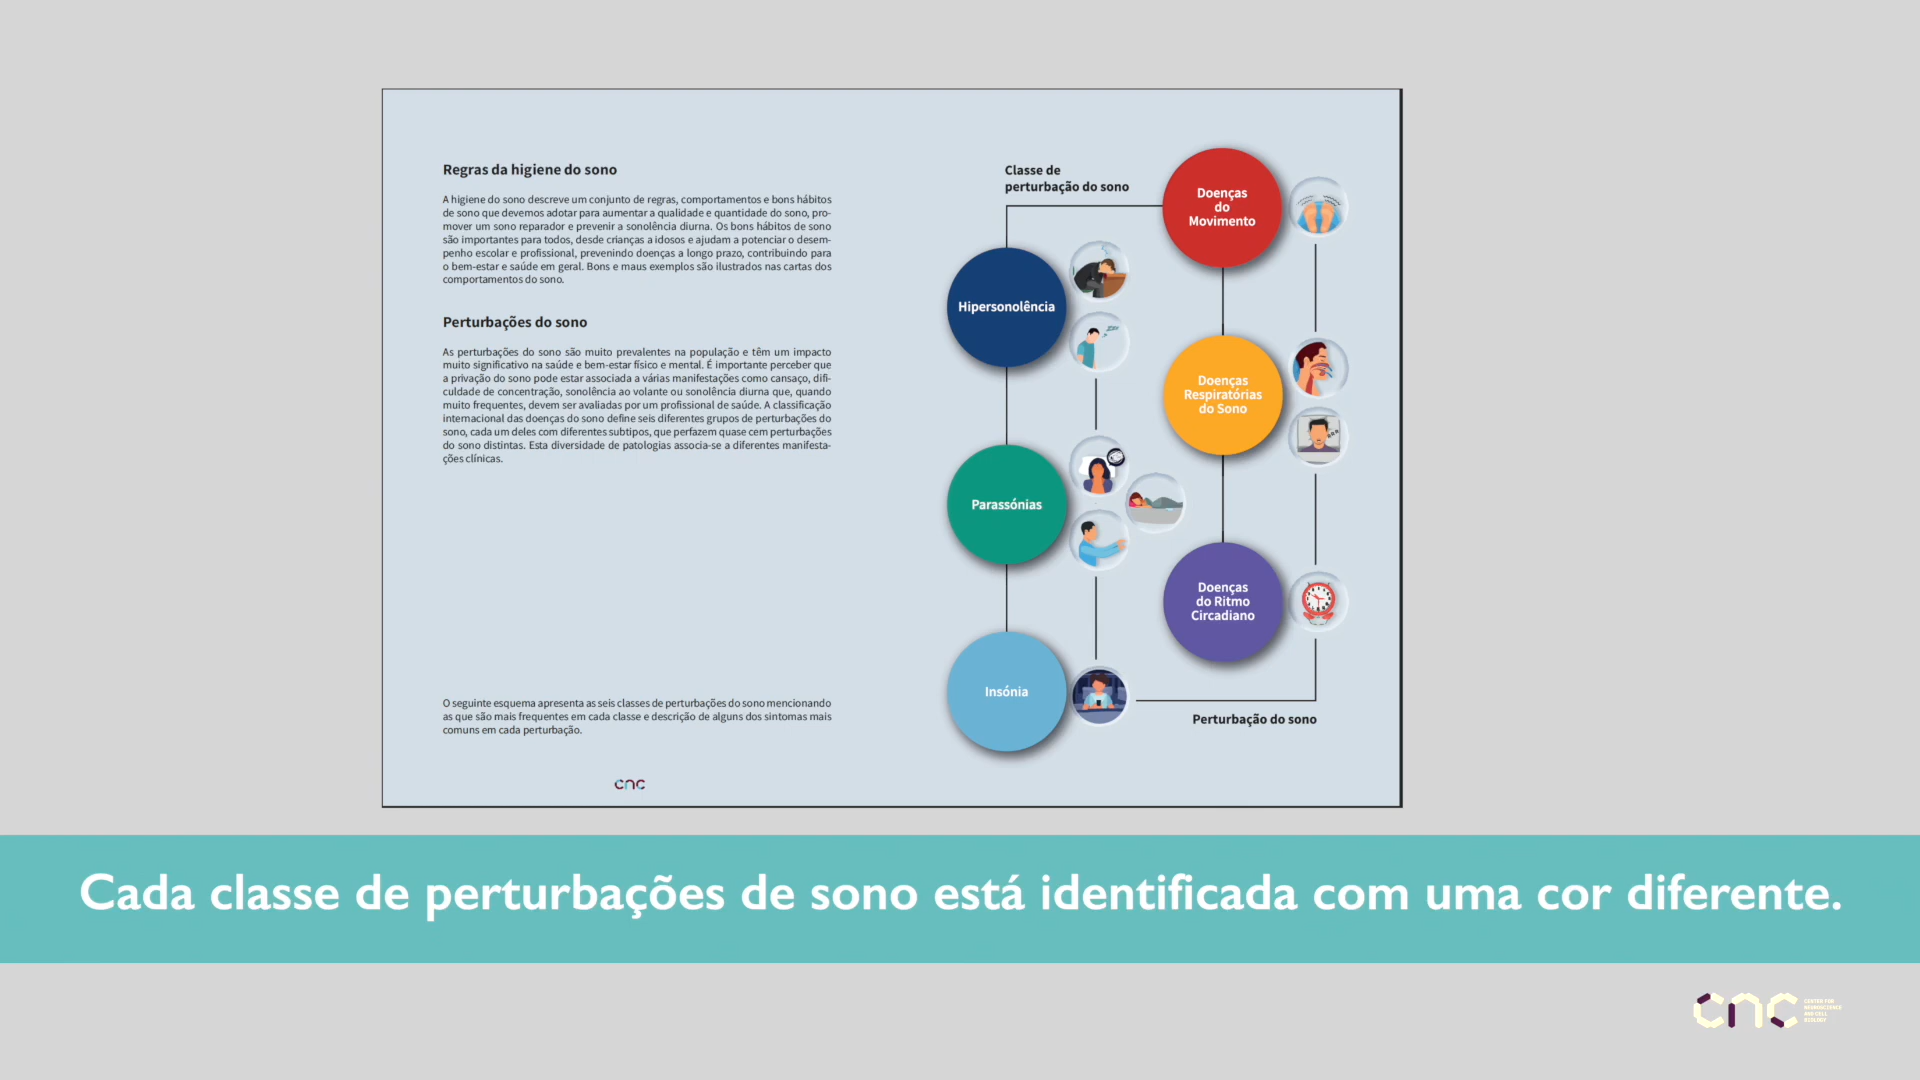 Regras da higiene do sono
A higiene do sono descreve um conjunto de regras, comportamentos e bons hábitos
de sono que devemos adotar para aumentar a qualidade e quantidade do sono, pro-
mover um sono reparador e prevenir a sonolência diurna. Os bons hábitos de sono
são importantes para todos, desde crianças a idosos e ajudam a potenciar o desem-
penho escolar e profissional, prevenindo doenças a longo prazo, contribuindo para
o bem-estar e saúde em geral. Bons e maus exemplos são ilustrados nas cartas dos
comportamentos do sono.
Perturbações do sono
As perturbações do sono são muito prevalentes na população e têm um impacto
muito significativo na saúde e bem-estar físico e mental. É importante perceber que
a privação do sono pode estar associada a várias manifestações como cansaço, difi-
culdade de concentração, sonolência ao volante ou sonolência diurna que, quando
muito frequentes, devem ser avaliadas por um profissional de saúde. A classificação
internacional das doenças do sono define seis diferentes grupos de perturbações do
sono, cada um deles com diferentes subtipos, que perfazem quase cem perturbações
do sono distintas. Esta diversidade de patologias associa-se a diferentes manifesta-
ções clínicas.
O seguinte esquema apresenta as seis classes de perturbações do sono mencionando
as que são mais frequentes em cada classe e descrição de alguns dos sintomas mais
comuns em cada perturbação.
cnc
Classe de
perturbação do sono
Doenças
do
Movimento
Hipersonolência
Doenças
Respiratórias
do Sono
Parassónias
Doenças
do Ritmo
Circadiano
Insónia
Perturbação do sono
Cada classe de perturbações de sono está identificada com uma cor diferente.
cnc
CENTER FOR
NEUROSCIENCE
AND CELL
BIOLOGY